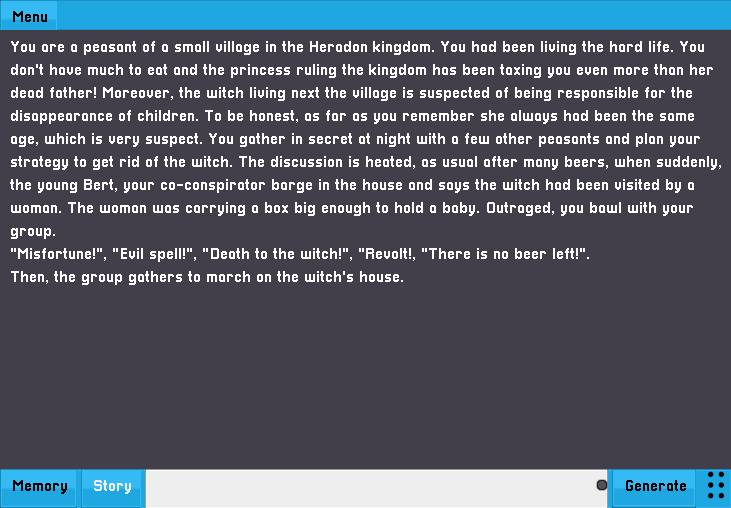 Menu
You are a peasant of a small village in the Heradon kingdom. You had been living the hard life. You
don't have much to eat and the princess ruling the kingdom has been taxing you even more than her
dead father! Moreover, the witch living next the village is suspected of being responsible for the
disappearance of children. To be honest, as far as you remember she always had been the same
age, which is very suspect. You gather in secret at night with a few other peasants and plan your
strategy to get rid of the witch. The discussion is heated, as usual after many beers, when suddenly,
the young Bert, your co-conspirator barge in the house and says the witch had been visited by a
woman. The woman was carrying a box big enough to hold a baby. Outraged, you bawl with your
group.
"Misfortune!", "Evil spell!", "Death to the witch!", "Revolt!, "There is no beer left!".
Then, the group gathers to march on the witch's house.
Memory Story Generate